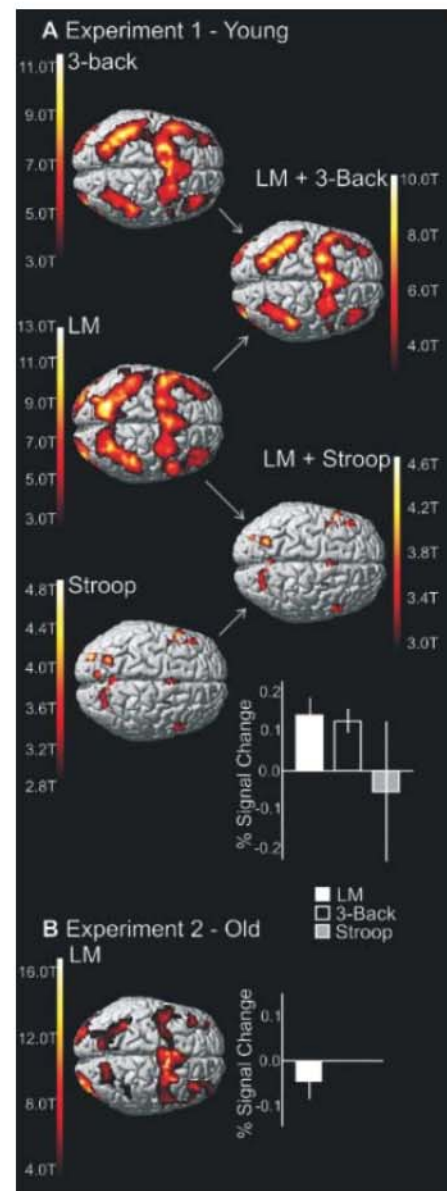 A Experiment 1 - Young
3-back
11.0T
9.0T
7.0T
5.0T
3.0T
LM + 3-Back
10.0T
8.0T
6.0T
4.0T
LM
13.0T
11.0T
9.0T
7.0T
5.0T
3.0T
LM + Stroop
4.6T
4.2T
3.8T
3.4T
3.0T
Stroop
4.8T
4.4T
4.0T
3.6T
3.2T
2.8T
% Signal Change
0.2
0.1
0.0
-0.1
-0.2
LM
3-Back
Stroop
B Experiment 2 - Old
LM
16.0T
12.0T
8.0T
4.0T
% Signal Change
0.1
0.0
-0.1